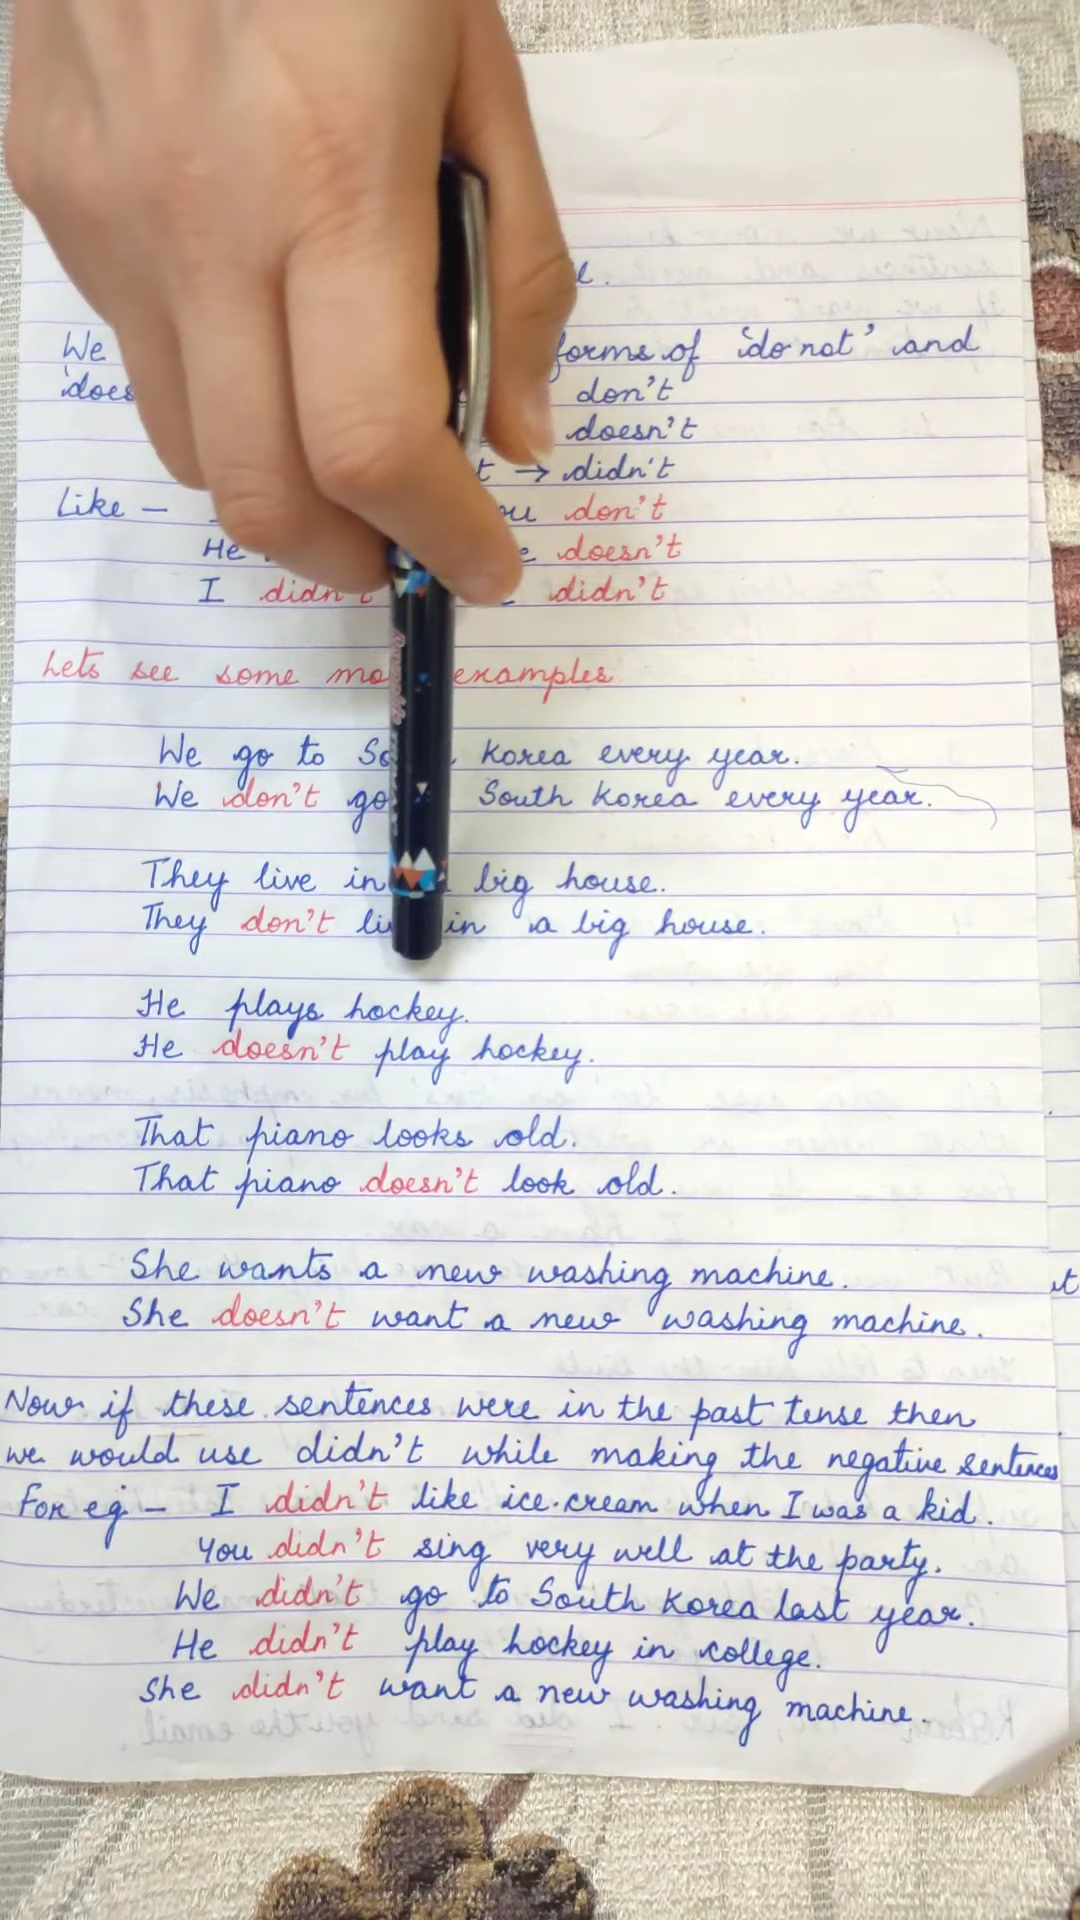 We forms of 'do not' and
don't
doesn't
→ didn't
Like — don't
He doesn't
I didn't didn't
Lets see some examples
We go to Korea every year.
We don't go South Korea every year.
They live in big house.
They don't in a big house.
He plays hockey.
He doesn't play hockey.
That piano looks old.
That piano doesn't look old.
She wants a new washing machine.
She doesn't want a new washing machine.
Now if these sentences were in the past tense then
we would use didn't while making the negative sentences
For eg — I didn't like ice-cream when I was a kid.
You didn't sing very well at the party.
We didn't go to South Korea last year.
He didn't play hockey in college.
She didn't want a new washing machine.